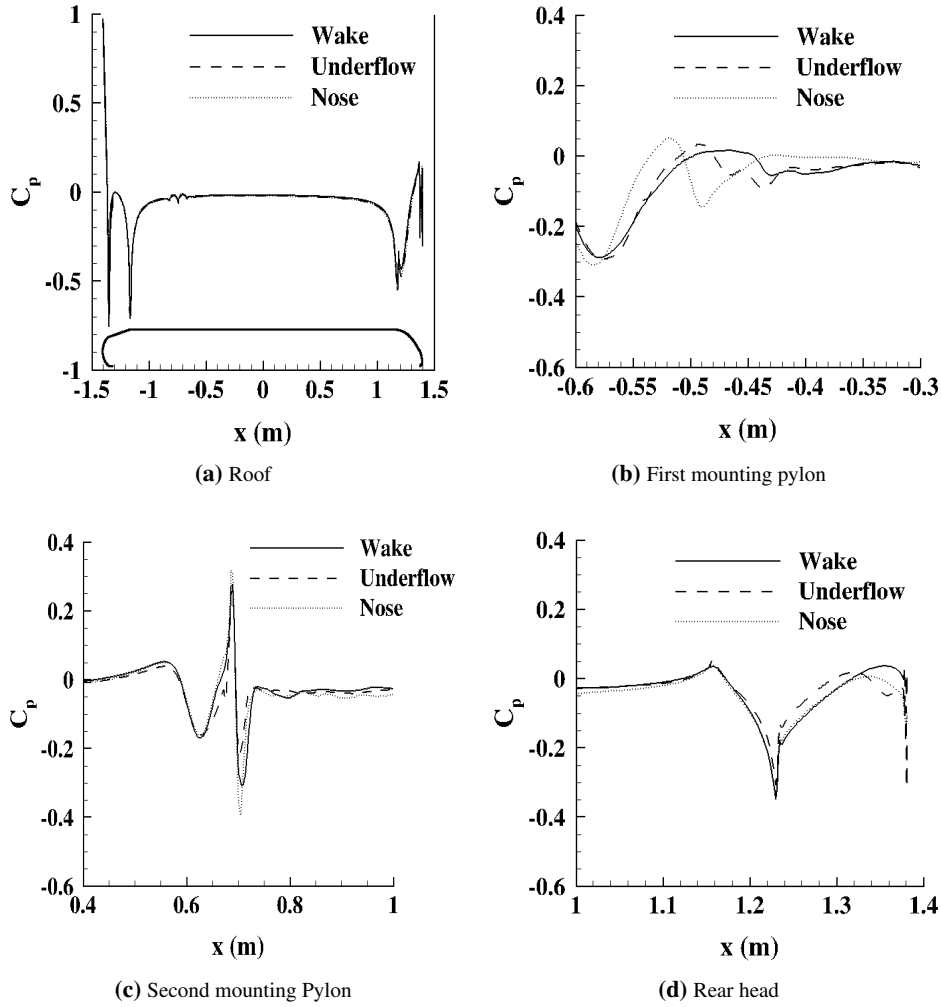 1
0.5
0
-0.5
-1
C_p
-1.5 -1 -0.5 0 0.5 1 1.5
x (m)
Wake
Underflow
Nose
(a) Roof
0.4
0.2
0
-0.2
-0.4
-0.6
C_p
-0.6 -0.55 -0.5 -0.45 -0.4 -0.35 -0.3
x (m)
Wake
Underflow
Nose
(b) First mounting pylon
0.4
0.2
0
-0.2
-0.4
-0.6
C_p
0.4 0.6 0.8 1
x (m)
Wake
Underflow
Nose
(c) Second mounting Pylon
0.4
0.2
0
-0.2
-0.4
-0.6
C_p
1 1.1 1.2 1.3 1.4
x (m)
Wake
Underflow
Nose
(d) Rear head